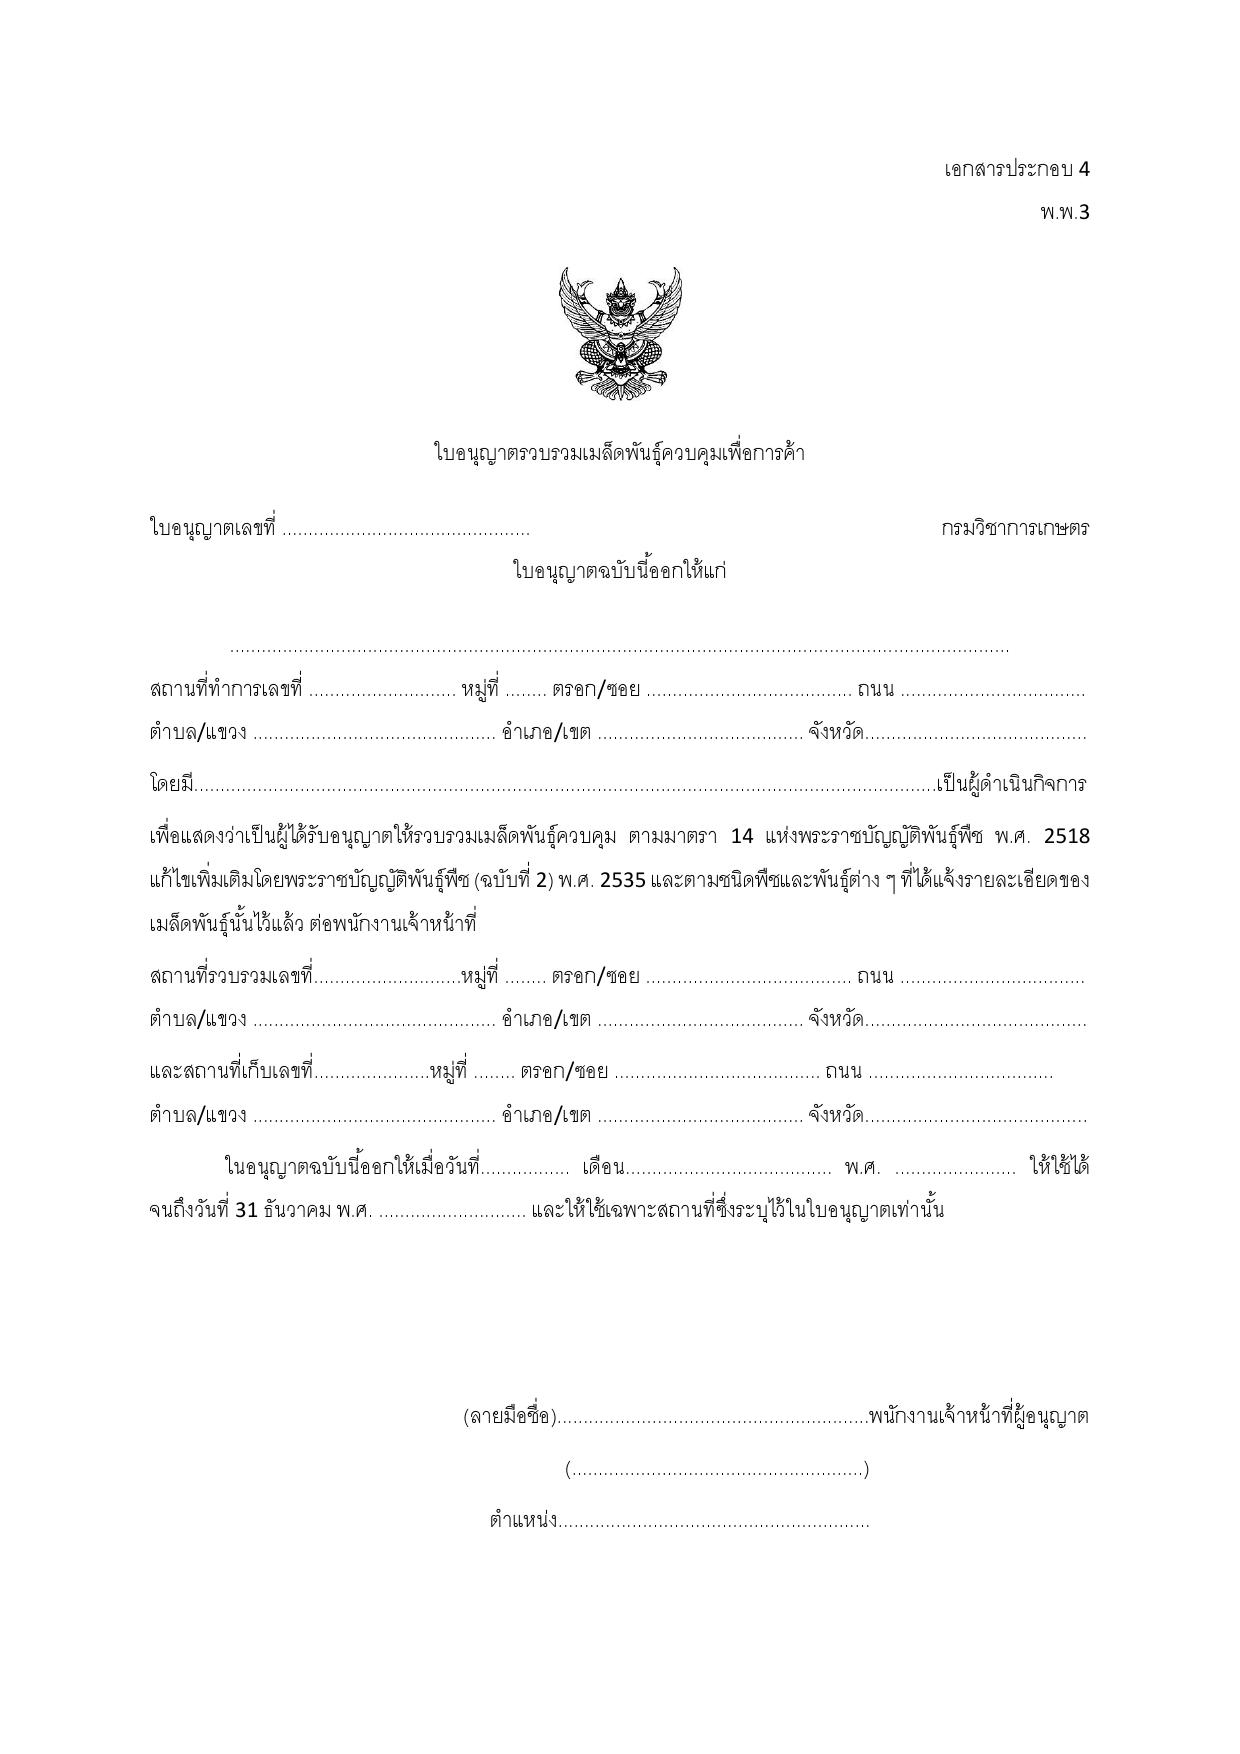 เอกสารประกอบ 4
พ.พ.3
ใบอนุญาตรวบรวมเมล็ดพันธุ์ควบคุมเพื่อการค้า
ใบอนุญาตเลขที่ ............................................... กรมวิชาการเกษตร
ใบอนุญาตฉบับนี้ออกให้แก่
....................................................................................................................................................
สถานที่ทำการเลขที่ ............................ หมู่ที่ ........ ตรอก/ซอย ....................................... ถนน ...................................
ตำบล/แขวง .............................................. อำเภอ/เขต ....................................... จังหวัด..........................................
โดยมี.............................................................................................................................................เป็นผู้ดำเนินกิจการ
เพื่อแสดงว่าเป็นผู้ได้รับอนุญาตให้รวบรวมเมล็ดพันธุ์ควบคุม ตามมาตรา 14 แห่งพระราชบัญญัติพันธุ์พืช พ.ศ. 2518
แก้ไขเพิ่มเติมโดยพระราชบัญญัติพันธุ์พืช (ฉบับที่ 2) พ.ศ. 2535 และตามชนิดพืชและพันธุ์ต่าง ๆ ที่ได้แจ้งรายละเอียดของ
เมล็ดพันธุ์นั้นไว้แล้ว ต่อพนักงานเจ้าหน้าที่
สถานที่รวบรวมเลขที่............................หมู่ที่ ........ ตรอก/ซอย ....................................... ถนน ...................................
ตำบล/แขวง .............................................. อำเภอ/เขต ....................................... จังหวัด..........................................
และสถานที่เก็บเลขที่......................หมู่ที่ ........ ตรอก/ซอย ....................................... ถนน ...................................
ตำบล/แขวง .............................................. อำเภอ/เขต ....................................... จังหวัด..........................................
ในอนุญาตฉบับนี้ออกให้เมื่อวันที่................. เดือน....................................... พ.ศ. ....................... ให้ใช้ได้
จนถึงวันที่ 31 ธันวาคม พ.ศ. ............................ และให้ใช้เฉพาะสถานที่ซึ่งระบุไว้ในใบอนุญาตเท่านั้น
(ลายมือชื่อ)...........................................................พนักงานเจ้าหน้าที่ผู้อนุญาต
(.......................................................)
ตำแหน่ง...........................................................